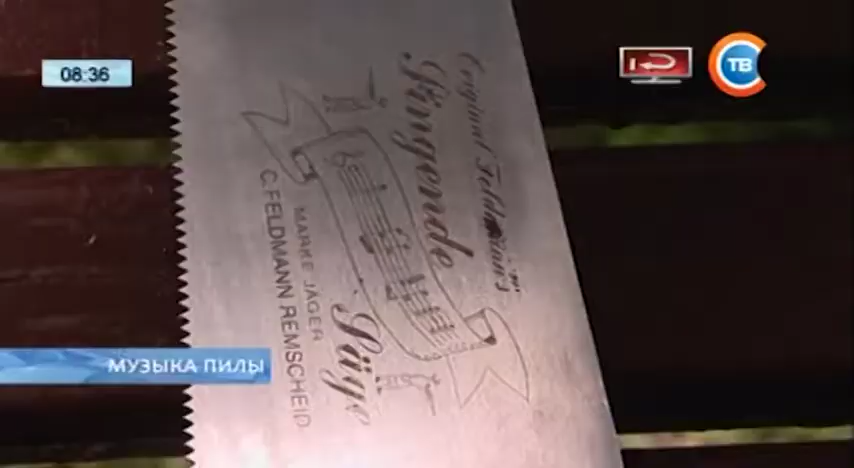 08:36
I
ТВ
Original Feldmann's
Singende
Säge
MARKE JÄGER
C. FELDMANN REMSCHEID
МУЗЫКА ПИЛЫ